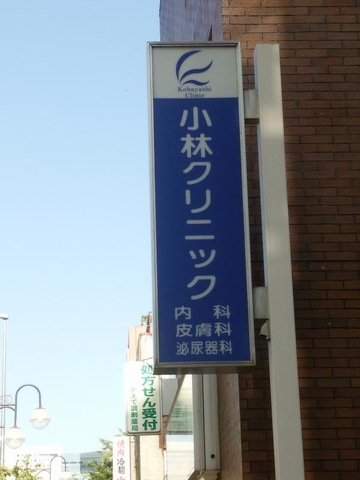 Kobayashi
Clinic
小林クリニック
内科
皮膚科
泌尿器科
処方せん受付